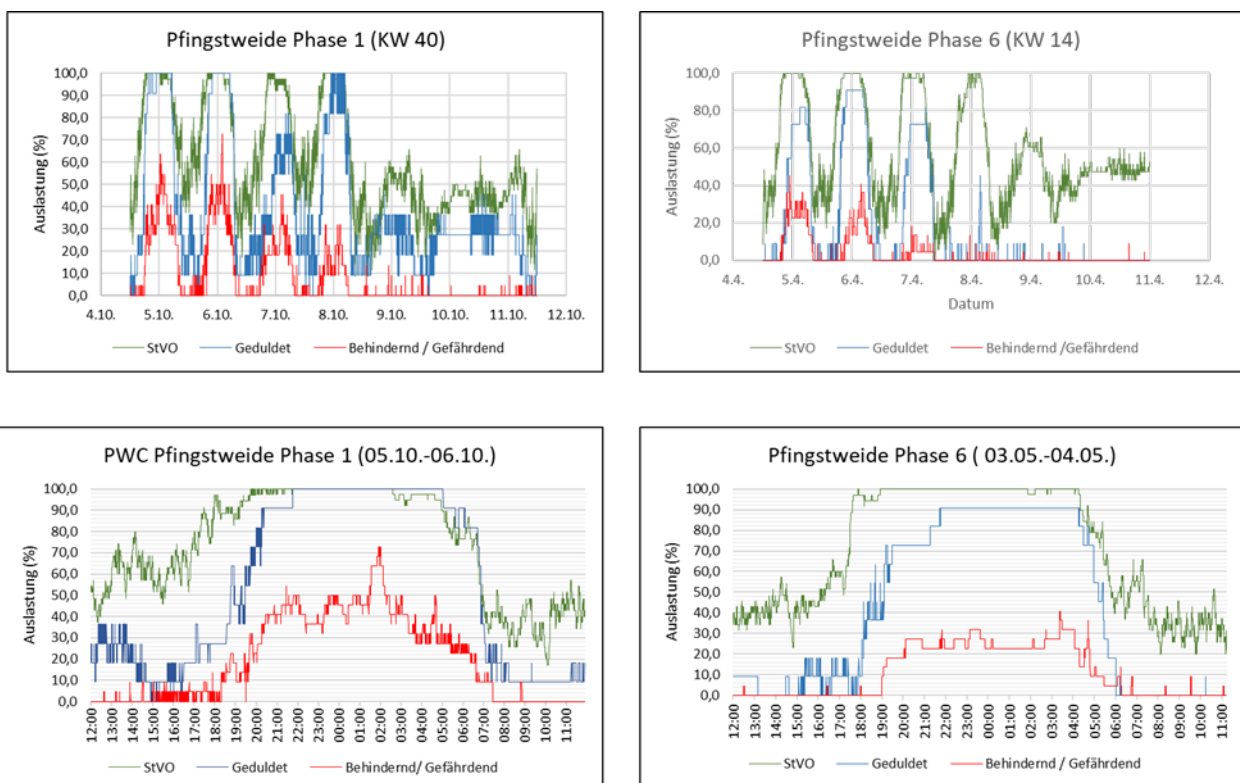 Pfingstweide Phase 1 (KW 40)
Auslastung (%)
100,0
90,0
80,0
70,0
60,0
50,0
40,0
30,0
20,0
10,0
0,0
4.10. 5.10. 6.10. 7.10. 8.10. 9.10. 10.10. 11.10. 12.10.
StVO Geduldet Behindernd / Gefährdend
Pfingstweide Phase 6 (KW 14)
Auslastung (%)
100,0
80,0
60,0
40,0
20,0
0,0
4.4. 5.4. 6.4. 7.4. 8.4. 9.4. 10.4. 11.4. 12.4.
Datum
StVO Geduldet Behindernd /Gefährdend
PWC Pfingstweide Phase 1 (05.10.-06.10.)
Auslastung (%)
100,0
90,0
80,0
70,0
60,0
50,0
40,0
30,0
20,0
10,0
0,0
12:00 13:00 14:00 15:00 16:00 17:00 18:00 19:00 20:00 21:00 22:00 23:00 00:00 01:00 02:00 03:00 04:00 05:00 06:00 07:00 08:00 09:00 10:00 11:00
StVO Geduldet Behindernd/ Gefährdend
Pfingstweide Phase 6 ( 03.05.-04.05.)
Auslastung (%)
100,0
90,0
80,0
70,0
60,0
50,0
40,0
30,0
20,0
10,0
0,0
12:00 13:00 14:00 15:00 16:00 17:00 18:00 19:00 20:00 21:00 22:00 23:00 00:00 01:00 02:00 03:00 04:00 05:00 06:00 07:00 08:00 09:00 10:00 11:00
StVO Geduldet Behindernd/ Gefährdend